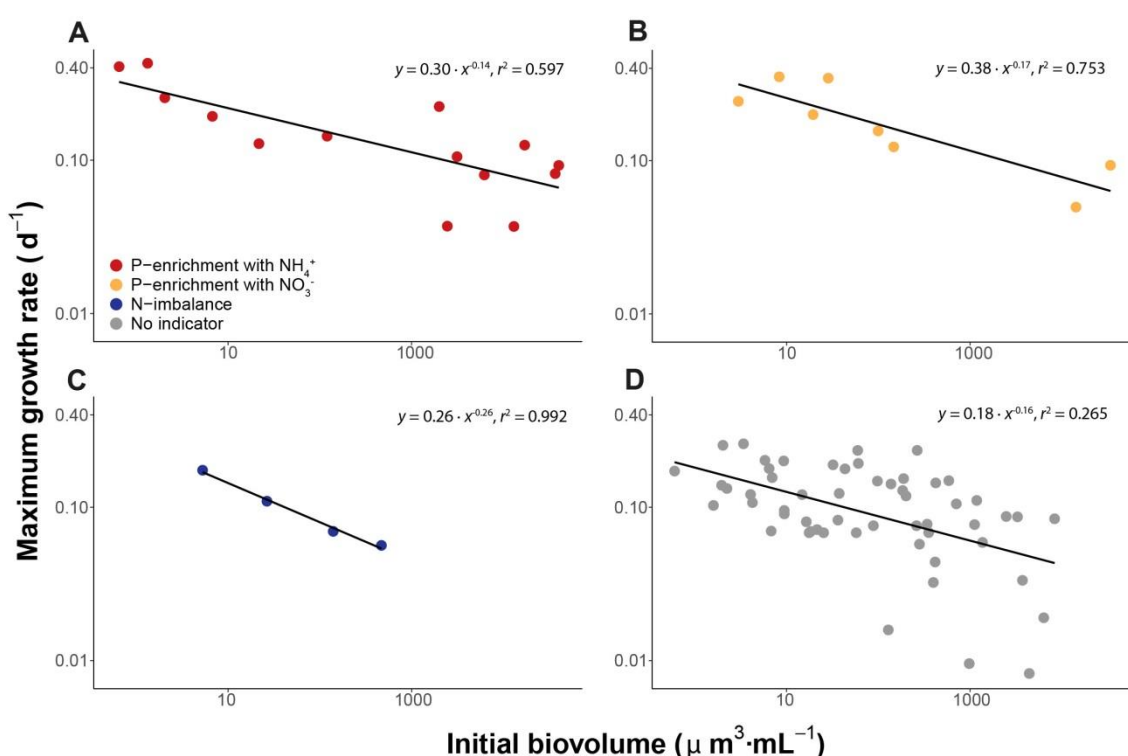 A
y = 0.30 · x^-0.14, r² = 0.597
0.40
0.10
0.01
10
1000
P−enrichment with NH₄⁺
P−enrichment with NO₃⁻
N−imbalance
No indicator
B
y = 0.38 · x^-0.17, r² = 0.753
0.40
0.10
0.01
10
1000
C
y = 0.26 · x^-0.26, r² = 0.992
0.40
0.10
0.01
10
1000
D
y = 0.18 · x^-0.16, r² = 0.265
0.40
0.10
0.01
10
1000
Maximum growth rate (d⁻¹)
Initial biovolume (μ m³·mL⁻¹)